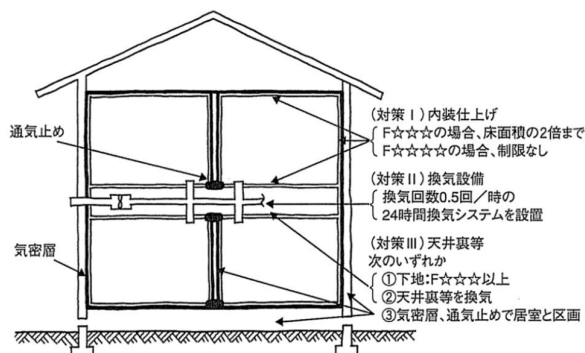 (対策Ⅰ)内装仕上げ
F☆☆☆の場合、床面積の2倍まで
F☆☆☆☆の場合、制限なし
通気止め
(対策Ⅱ)換気設備
換気回数0.5回/時の
24時間換気システムを設置
(対策Ⅲ)天井裏等
次のいずれか
①下地:F☆☆☆以上
②天井裏等を換気
③気密層、通気止めで居室と区画
気密層